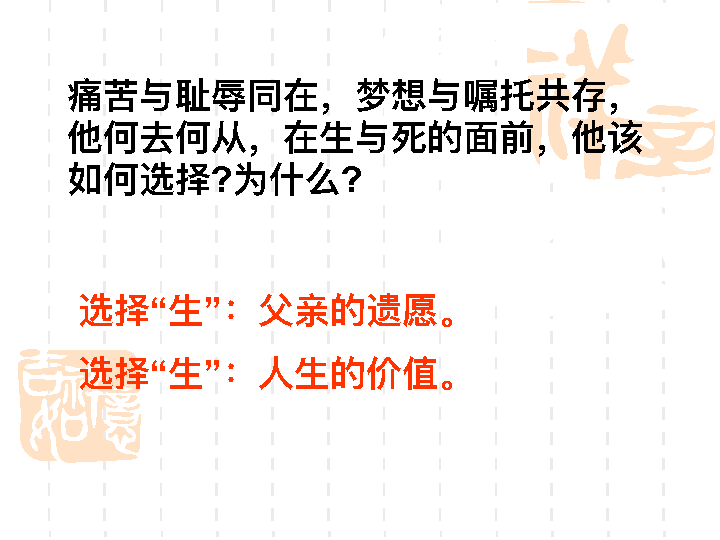 痛苦与耻辱同在，梦想与嘱托共存，
他何去何从，在生与死的面前，他该
如何选择?为什么?
选择“生”：父亲的遗愿。
选择“生”：人生的价值。